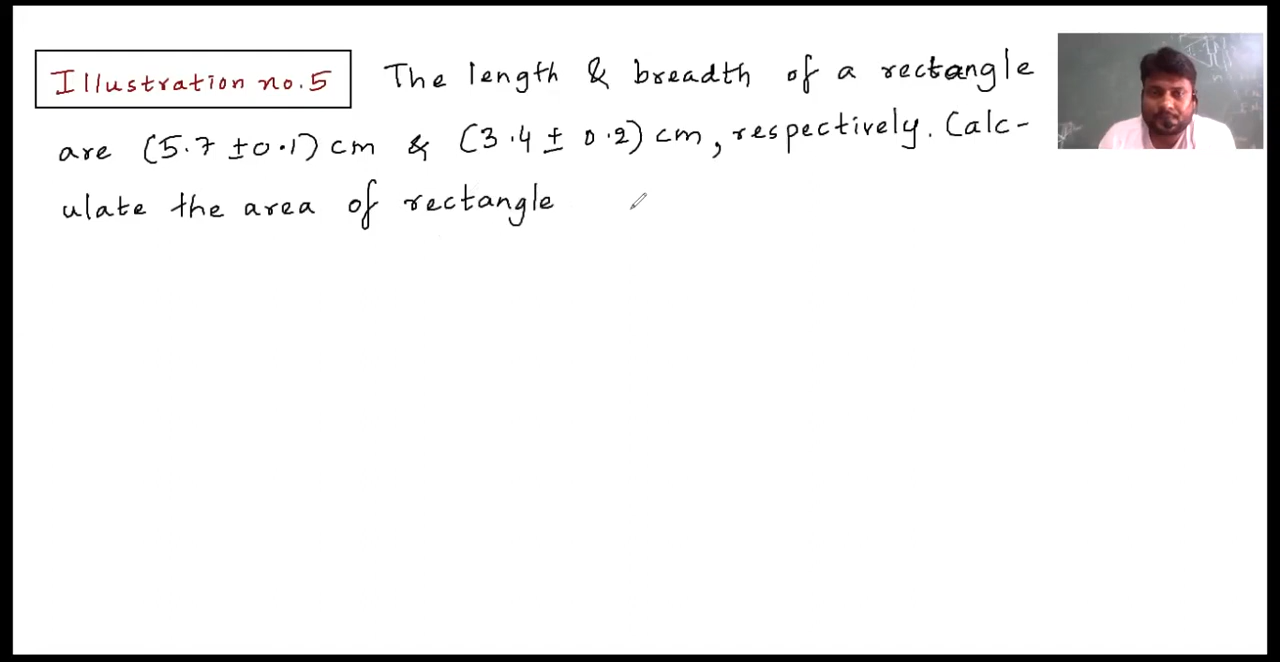 Illustration no.5 The length & breadth of a rectangle
are (5.7 ±0.1) cm & (3.4 ± 0.2) cm, respectively. Calc-
ulate the area of rectangle